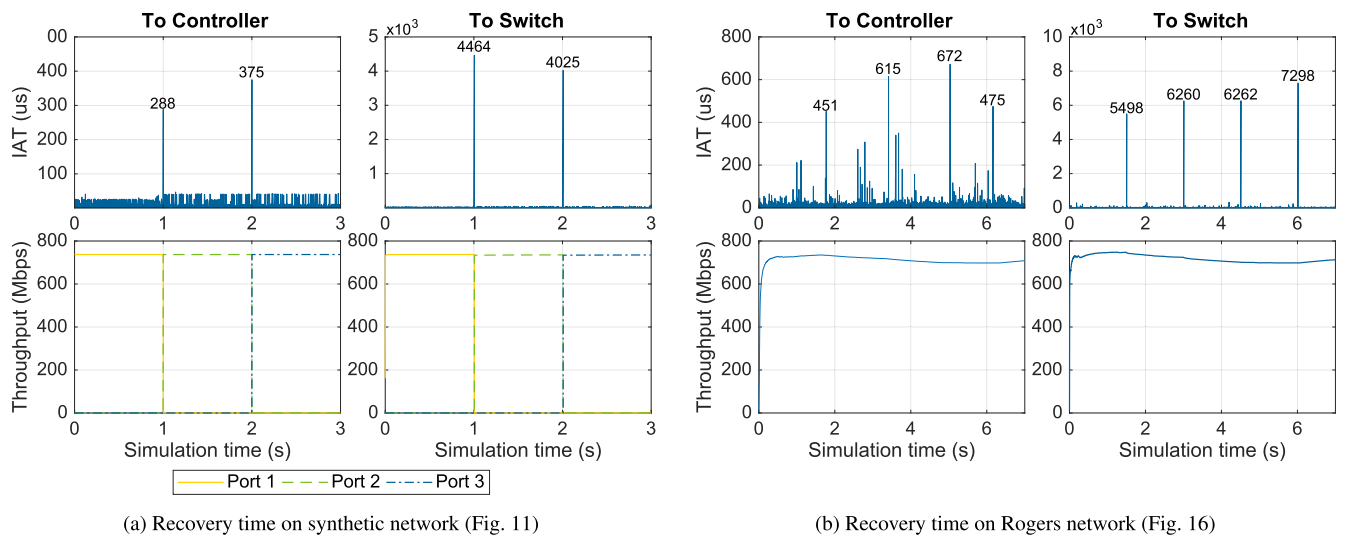 To Controller
00
400
300
200
100
0
IAT (us)
288
375
0 1 2 3
To Switch
×10³
5
4
3
2
1
0
4464
4025
0 1 2 3
800
600
400
200
0
Throughput (Mbps)
0 1 2 3
Simulation time (s)
800
600
400
200
0
0 1 2 3
Simulation time (s)
Port 1 Port 2 Port 3
(a) Recovery time on synthetic network (Fig. 11)
To Controller
800
600
400
200
0
IAT (us)
451
615
672
475
0 2 4 6
To Switch
×10³
10
8
6
4
2
0
5498
6260
6262
7298
0 2 4 6
800
600
400
200
0
Throughput (Mbps)
0 2 4 6
Simulation time (s)
800
600
400
200
0
0 2 4 6
Simulation time (s)
(b) Recovery time on Rogers network (Fig. 16)